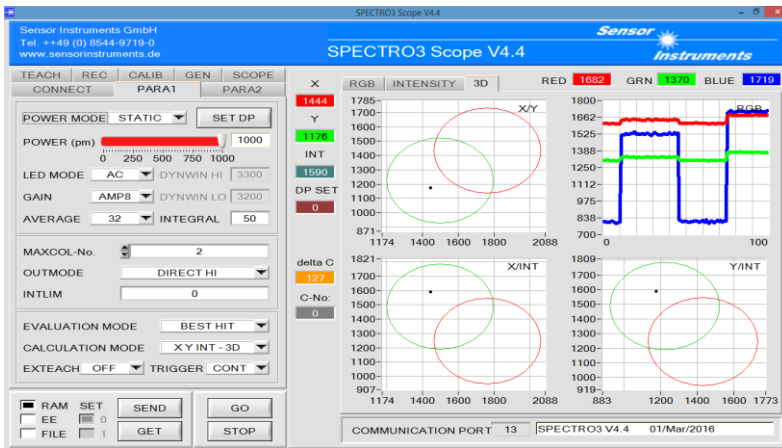 SPECTRO3 Scope V4.4
Sensor Instruments GmbH
Tel. ++49 (0) 8544-9719-0
www.sensorinstruments.de
SPECTRO3 Scope V4.4
Sensor
Instruments
TEACH REC CALIB GEN SCOPE
CONNECT PARA1 PARA2
POWER MODE STATIC SET DP
POWER (pm) 1000
0 250 500 750 1000
LED MODE AC DYNWIN HI 3300
GAIN AMP8 DYNWIN LO 3200
AVERAGE 32 INTEGRAL 50
MAXCOL-No. 2
OUTMODE DIRECT HI
INTLIM 0
EVALUATION MODE BEST HIT
CALCULATION MODE X Y INT - 3D
EXTEACH OFF TRIGGER CONT
RAM SET SEND GO
EE 0
FILE 1 GET STOP
X
1444
Y
1176
INT
1590
DP SET
0
delta C
127
C-No:
0
RGB INTENSITY 3D RED 1682 GRN 1370 BLUE 1719
X/Y
1785
1700
1600
1500
1400
1300
1200
1100
1000
871
1174 1400 1600 1800 2088
RGB
1800
1662
1525
1388
1250
1112
975
838
700
0 100
X/INT
1821
1700
1600
1500
1400
1300
1200
1100
1000
907
1174 1400 1600 1800 2088
Y/INT
1809
1700
1600
1500
1400
1300
1200
1100
1000
919
883 1200 1400 1600 1773
COMMUNICATION PORT 13 SPECTRO3 V4.4 01/Mar/2016